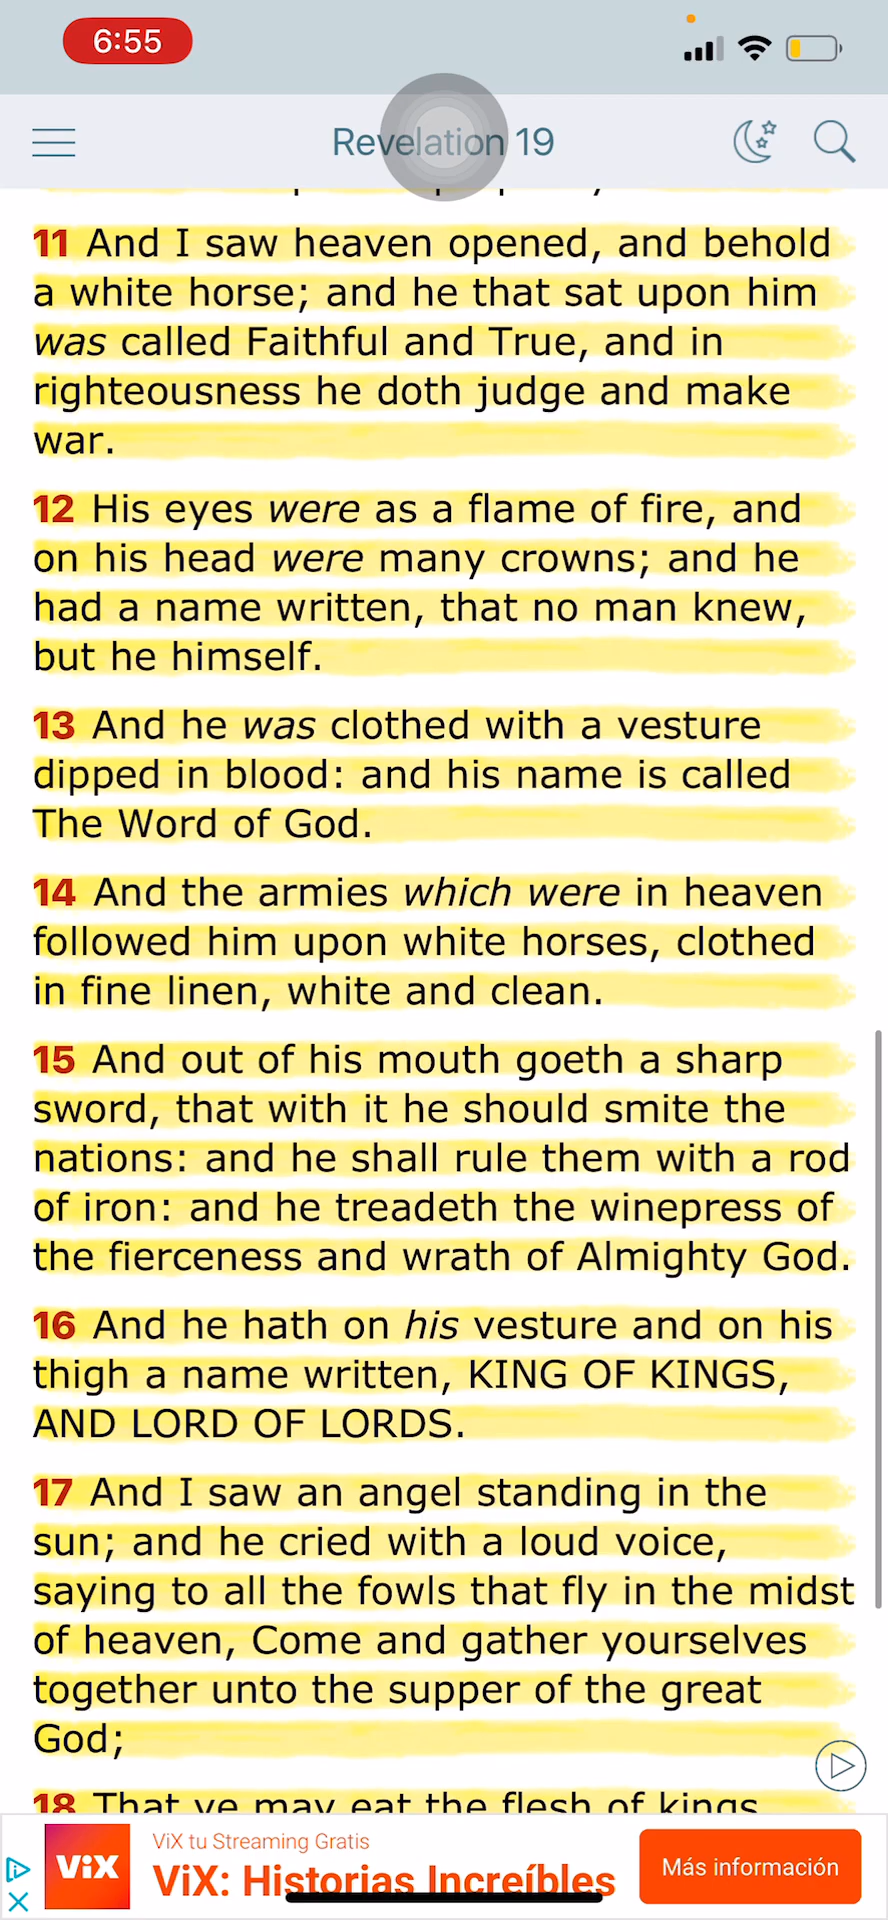 6:55
Revelation 19
11 And I saw heaven opened, and behold
a white horse; and he that sat upon him
was called Faithful and True, and in
righteousness he doth judge and make
war.
12 His eyes were as a flame of fire, and
on his head were many crowns; and he
had a name written, that no man knew,
but he himself.
13 And he was clothed with a vesture
dipped in blood: and his name is called
The Word of God.
14 And the armies which were in heaven
followed him upon white horses, clothed
in fine linen, white and clean.
15 And out of his mouth goeth a sharp
sword, that with it he should smite the
nations: and he shall rule them with a rod
of iron: and he treadeth the winepress of
the fierceness and wrath of Almighty God.
16 And he hath on his vesture and on his
thigh a name written, KING OF KINGS,
AND LORD OF LORDS.
17 And I saw an angel standing in the
sun; and he cried with a loud voice,
saying to all the fowls that fly in the midst
of heaven, Come and gather yourselves
together unto the supper of the great
God;
18 That ye may eat the flesh of kings
ViX
ViX tu Streaming Gratis
ViX: Historias Increíbles
Más información